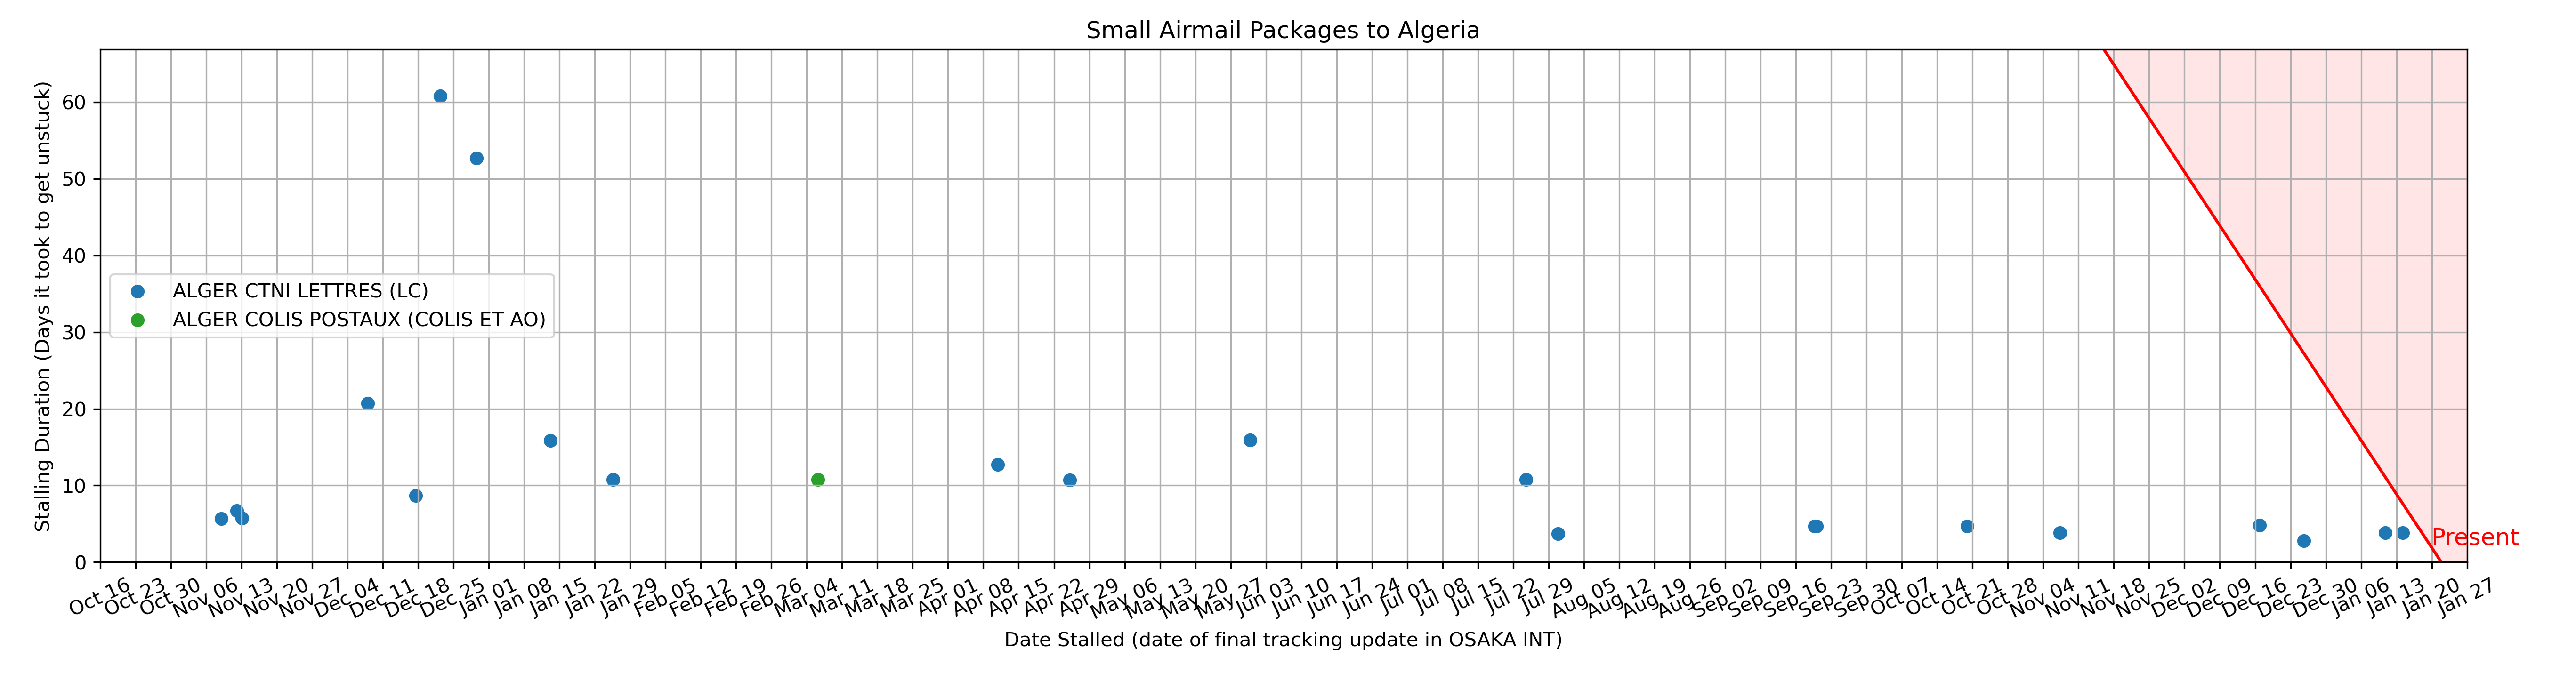 Small Airmail Packages to Algeria
Stalling Duration (Days it took to get unstuck)
60
50
40
30
20
10
0
ALGER CTNI LETTRES (LC)
ALGER COLIS POSTAUX (COLIS ET AO)
Present
Oct 16 Oct 23 Oct 30 Nov 06 Nov 13 Nov 20 Nov 27 Dec 04 Dec 11 Dec 18 Dec 25 Jan 01 Jan 08 Jan 15 Jan 22 Jan 29 Feb 05 Feb 12 Feb 19 Feb 26 Mar 04 Mar 11 Mar 18 Mar 25 Apr 01 Apr 08 Apr 15 Apr 22 Apr 29 May 06 May 13 May 20 May 27 Jun 03 Jun 10 Jun 17 Jun 24 Jul 01 Jul 08 Jul 15 Jul 22 Jul 29 Aug 05 Aug 12 Aug 19 Aug 26 Sep 02 Sep 09 Sep 16 Sep 23 Sep 30 Oct 07 Oct 14 Oct 21 Oct 28 Nov 04 Nov 11 Nov 18 Nov 25 Dec 02 Dec 09 Dec 16 Dec 23 Dec 30 Jan 06 Jan 13 Jan 20 Jan 27
Date Stalled (date of final tracking update in OSAKA INT)